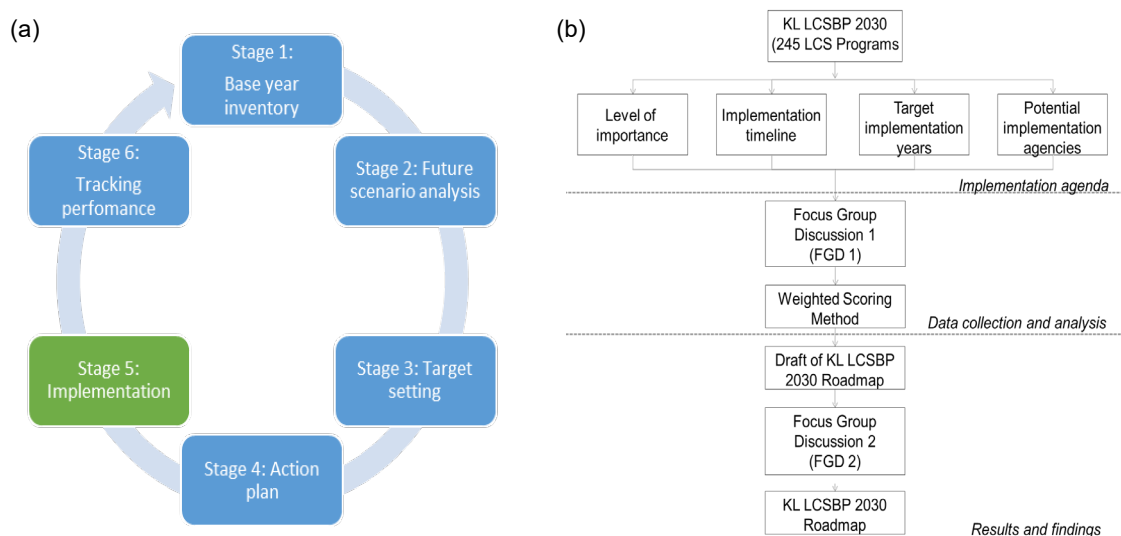 (a)
Stage 1:
Base year
inventory
Stage 2: Future
scenario analysis
Stage 3: Target
setting
Stage 4: Action
plan
Stage 5:
Implementation
Stage 6:
Tracking
perfomance
(b)
KL LCSBP 2030
(245 LCS Programs
Level of
importance
Implementation
timeline
Target
implementation
years
Potential
implementation
agencies
Implementation agenda
Focus Group
Discussion 1
(FGD 1)
Weighted Scoring
Method
Data collection and analysis
Draft of KL LCSBP
2030 Roadmap
Focus Group
Discussion 2
(FGD 2)
KL LCSBP 2030
Roadmap
Results and findings